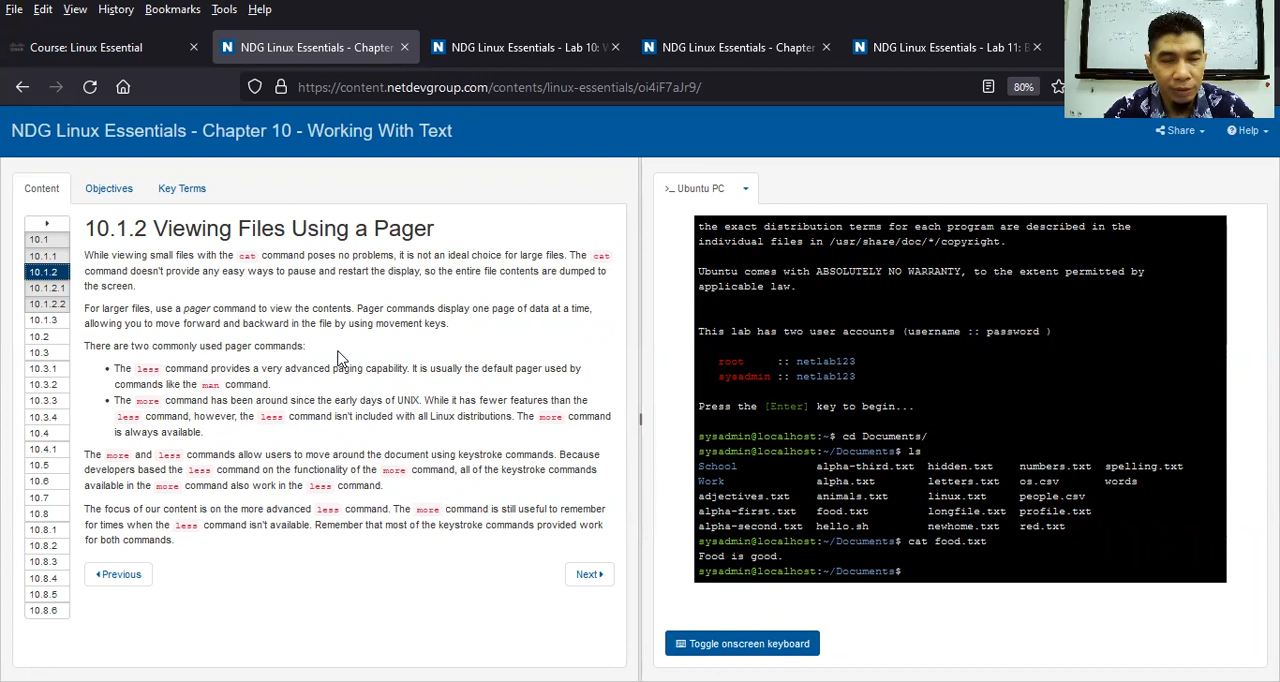 File Edit View History Bookmarks Tools Help
Course: Linux Essential
NDG Linux Essentials - Chapter
NDG Linux Essentials - Lab 10:
NDG Linux Essentials - Chapter
NDG Linux Essentials - Lab 11:
https://content.netdevgroup.com/contents/linux-essentials/oi4iF7aJr9/
80%
NDG Linux Essentials - Chapter 10 - Working With Text
Share
Help
Content Objectives Key Terms
10.1
10.1.1
10.1.2
10.1.2.1
10.1.2.2
10.1.3
10.2
10.3
10.3.1
10.3.2
10.3.3
10.3.4
10.4
10.4.1
10.5
10.6
10.7
10.8
10.8.1
10.8.2
10.8.3
10.8.4
10.8.5
10.8.6
10.1.2 Viewing Files Using a Pager
While viewing small files with the cat command poses no problems, it is not an ideal choice for large files. The cat
command doesn't provide any easy ways to pause and restart the display, so the entire file contents are dumped to
the screen.
For larger files, use a pager command to view the contents. Pager commands display one page of data at a time,
allowing you to move forward and backward in the file by using movement keys.
There are two commonly used pager commands:
• The less command provides a very advanced paging capability. It is usually the default pager used by
commands like the man command.
• The more command has been around since the early days of UNIX. While it has fewer features than the
less command, however, the less command isn't included with all Linux distributions. The more command
is always available.
The more and less commands allow users to move around the document using keystroke commands. Because
developers based the less command on the functionality of the more command, all of the keystroke commands
available in the more command also work in the less command.
The focus of our content is on the more advanced less command. The more command is still useful to remember
for times when the less command isn't available. Remember that most of the keystroke commands provided work
for both commands.
Previous
Next
>_ Ubuntu PC
the exact distribution terms for each program are described in the
individual files in /usr/share/doc/*/copyright.
Ubuntu comes with ABSOLUTELY NO WARRANTY, to the extent permitted by
applicable law.
This lab has two user accounts (username :: password )
root :: netlab123
sysadmin :: netlab123
Press the [Enter] key to begin...
sysadmin@localhost:~$ cd Documents/
sysadmin@localhost:~/Documents$ ls
School alpha-third.txt hidden.txt numbers.txt spelling.txt
Work alpha.txt letters.txt os.csv words
adjectives.txt animals.txt linux.txt people.csv
alpha-first.txt food.txt longfile.txt profile.txt
alpha-second.txt hello.sh newhome.txt red.txt
sysadmin@localhost:~/Documents$ cat food.txt
Food is good.
sysadmin@localhost:~/Documents$
Toggle onscreen keyboard